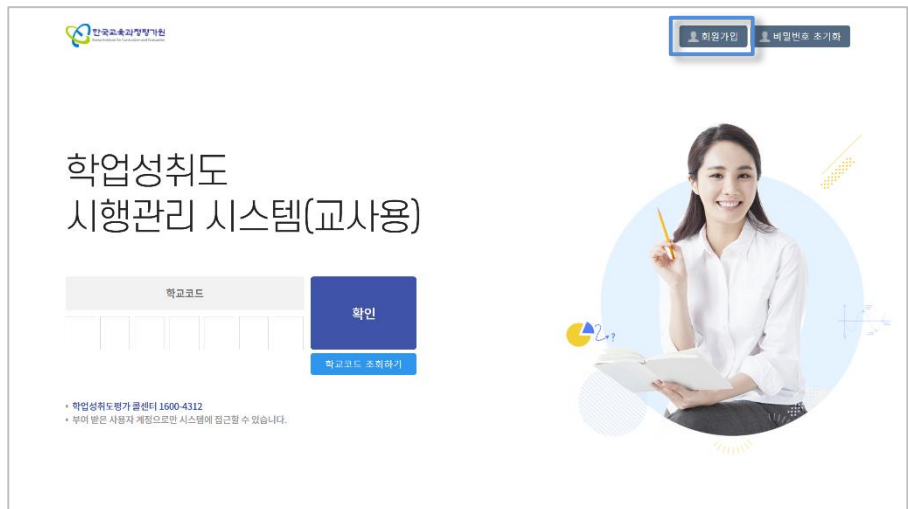 한국교육과정평가원
회원가입
비밀번호 초기화
학업성취도
시행관리 시스템(교사용)
학교코드
확인
학교코드 조회하기
• 학업성취도평가 콜센터 1600-4312
• 부여 받은 사용자 계정으로만 시스템에 접근할 수 있습니다.